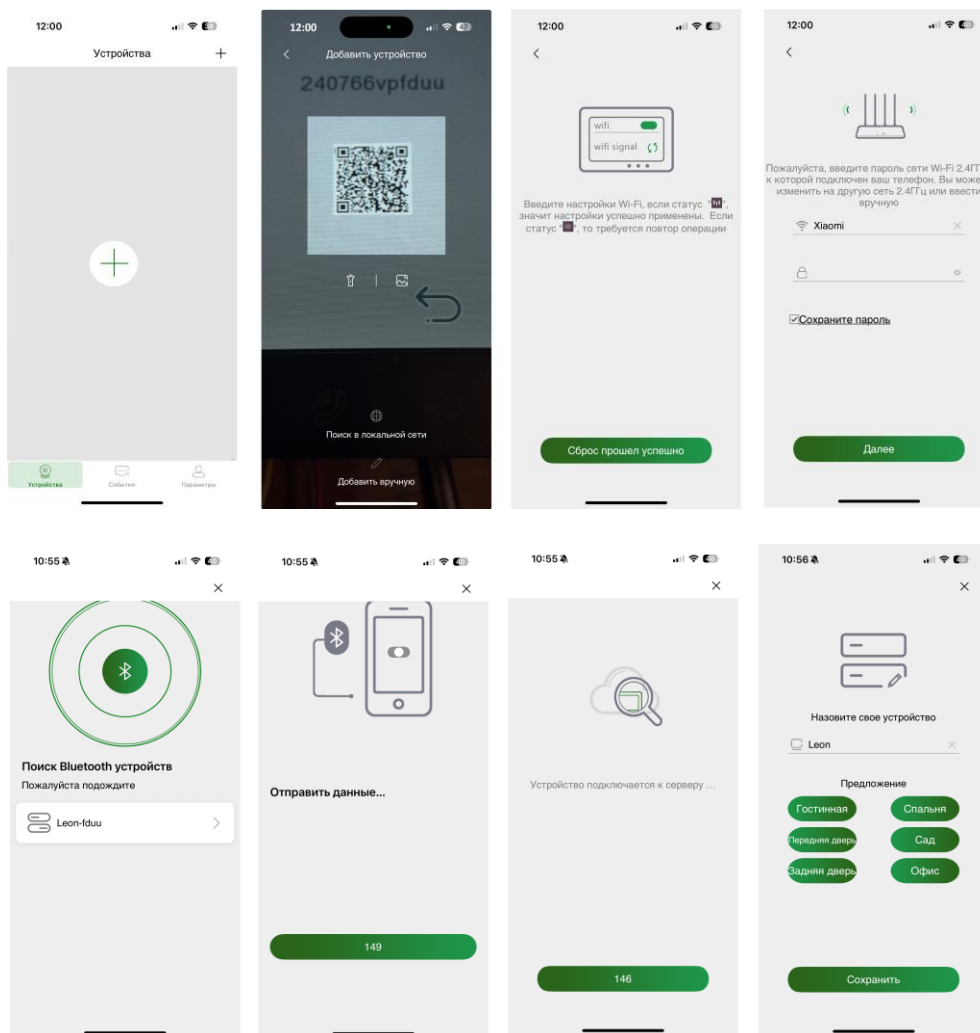 12:00
Устройства
Устройства
События
Параметры
12:00
Добавить устройство
240766vpfduu
Поиск в локальной сети
Добавить вручную
12:00
wifi
wifi signal
Введите настройки Wi-Fi, если статус " ",
значит настройки успешно применены. Если
статус " ", то требуется повтор операции
Сброс прошел успешно
12:00
Пожалуйста, введите пароль сети Wi-Fi 2.4ГГ
к которой подключен ваш телефон. Вы може
изменить на другую сеть 2.4ГГц или ввести
вручную
Xiaomi
Сохраните пароль
Далее
10:55
Поиск Bluetooth устройств
Пожалуйста подождите
Leon-fduu
10:55
Отправить данные...
149
10:55
Устройство подключается к серверу ...
146
10:56
Назовите свое устройство
Leon
Предложение
Гостинная
Спальня
Передняя дверь
Сад
Задняя дверь
Офис
Сохранить